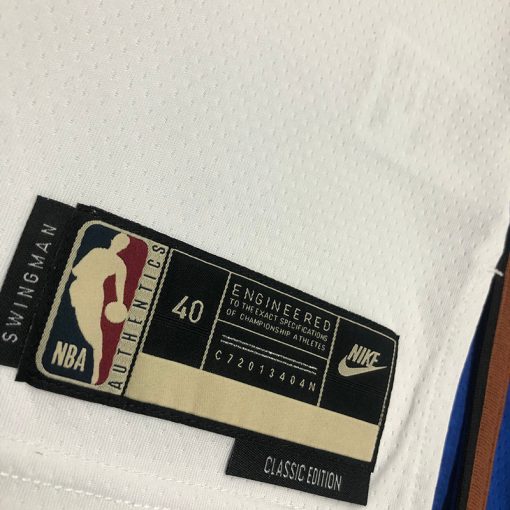 SWINGMAN
NBA
AUTHENTICS
40
ENGINEERED
TO THE EXACT SPECIFICATIONS
OF CHAMPIONSHIP ATHLETES
C72013404N
NIKE
CLASSIC EDITION